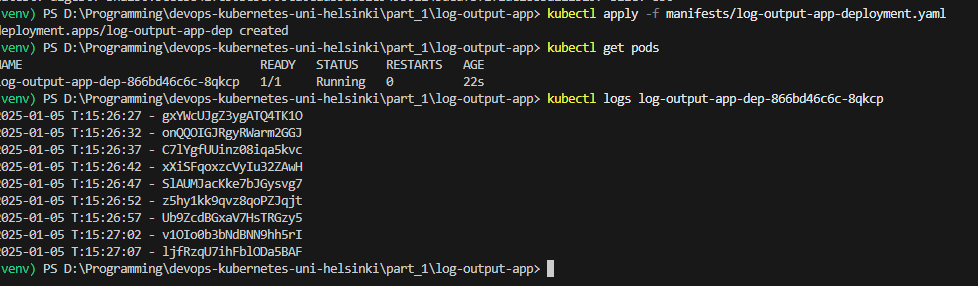 venv) PS D:\Programming\devops-kubernetes-uni-helsinki\part_1\log-output-app> kubectl apply -f manifests/log-output-app-deployment.yaml
deployment.apps/log-output-app-dep created
venv) PS D:\Programming\devops-kubernetes-uni-helsinki\part_1\log-output-app> kubectl get pods
NAME READY STATUS RESTARTS AGE
log-output-app-dep-866bd46c6c-8qkcp 1/1 Running 0 22s
venv) PS D:\Programming\devops-kubernetes-uni-helsinki\part_1\log-output-app> kubectl logs log-output-app-dep-866bd46c6c-8qkcp
2025-01-05 T:15:26:27 - gxYWcUJgZ3ygATQ4TK1O
2025-01-05 T:15:26:32 - onQQOIGJRgyRWarm2GGJ
2025-01-05 T:15:26:37 - C7lYgfUUinz08iqa5kvc
2025-01-05 T:15:26:42 - xXiSFqoxzcVyIu32ZAwH
2025-01-05 T:15:26:47 - SlAUMJacKke7bJGysvg7
2025-01-05 T:15:26:52 - z5hy1kk9qvz8qoPZJqjt
2025-01-05 T:15:26:57 - Ub9ZcdBGxaV7HsTRGzy5
2025-01-05 T:15:27:02 - v1OIo0b3bNdBNN9hh5rI
2025-01-05 T:15:27:07 - ljfRzqU7ihFblODa5BAF
venv) PS D:\Programming\devops-kubernetes-uni-helsinki\part_1\log-output-app>